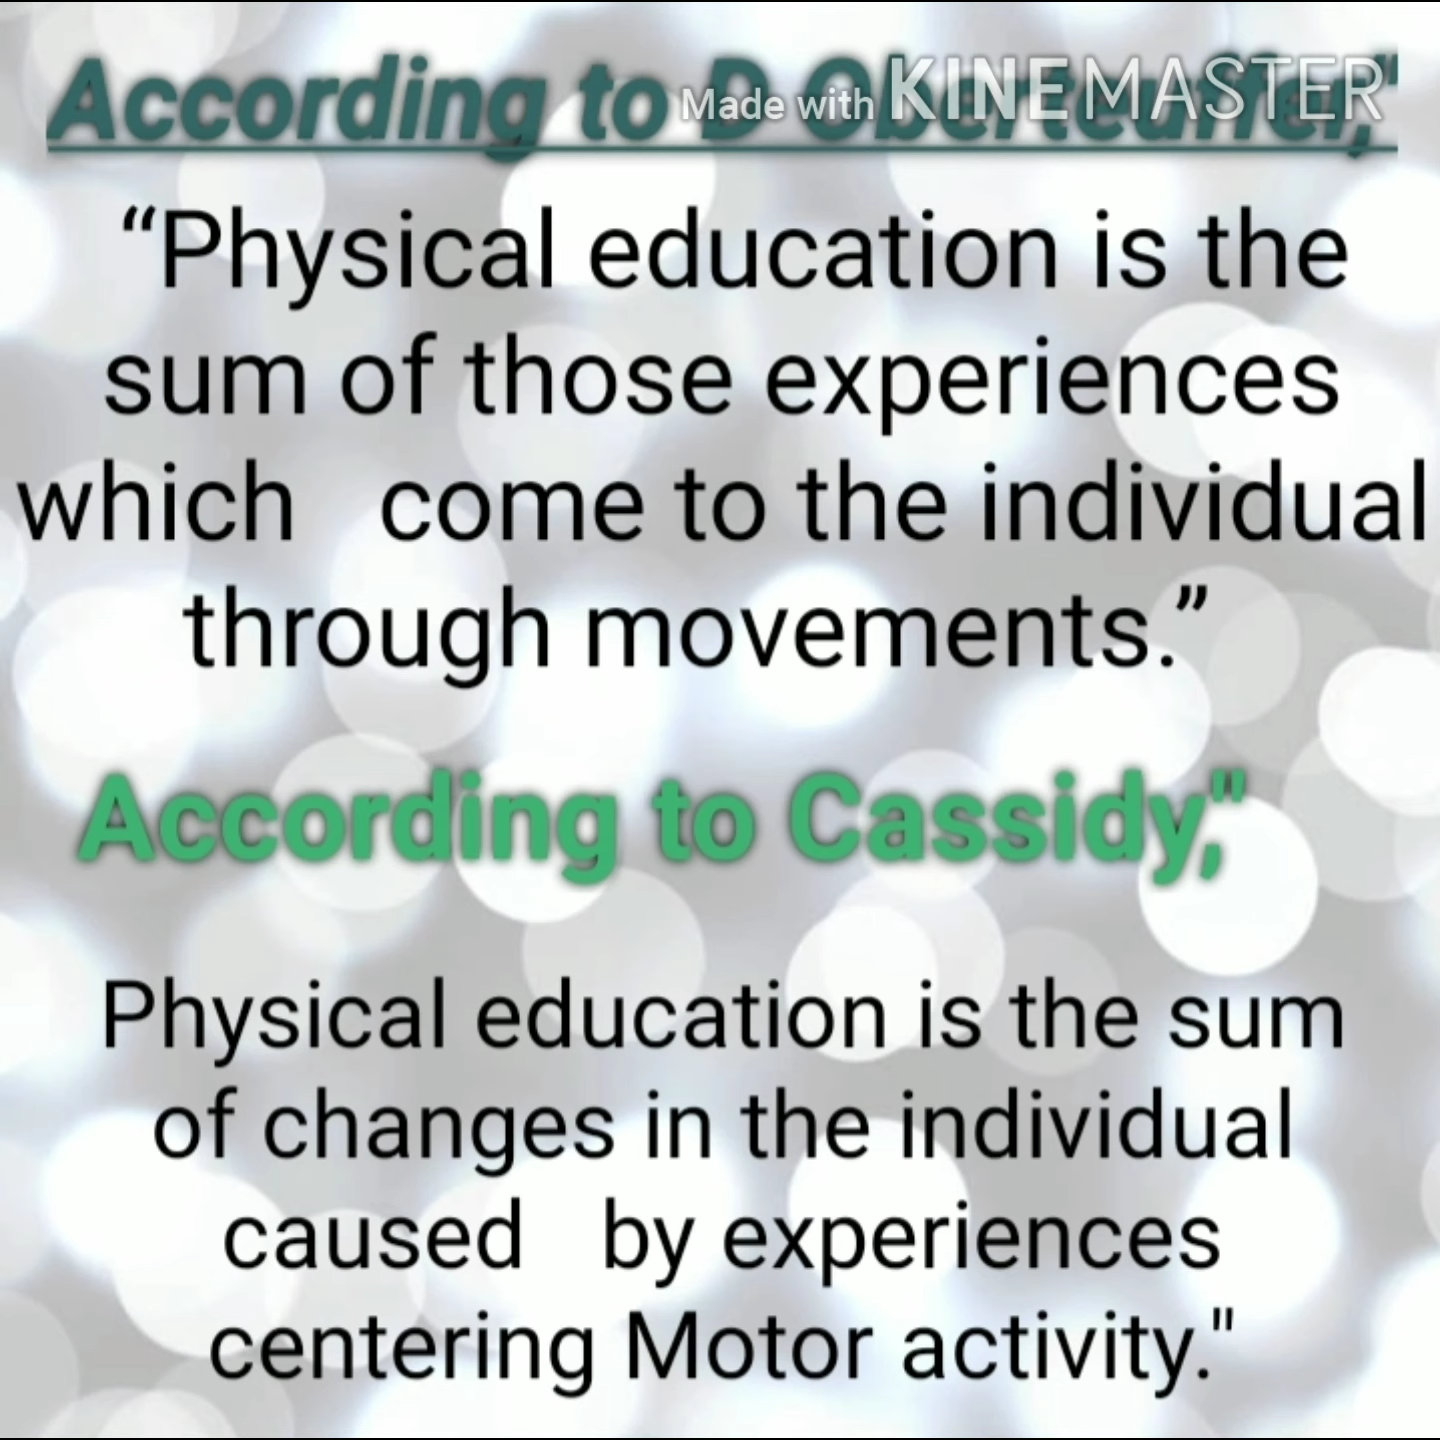 According to D Oberteuffer,"
Made with KINEMASTER
“Physical education is the
sum of those experiences
which come to the individual
through movements.”
According to Cassidy,"
Physical education is the sum
of changes in the individual
caused by experiences
centering Motor activity."